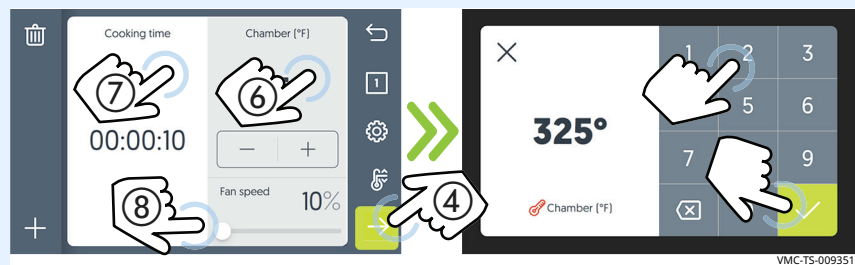 Cooking time
Chamber (°F)
7
6
00:00:10
1
− +
Fan speed 10%
8
4
+
325°
Chamber (°F)
1 2 3
5 6
7 9
VMC-TS-009351